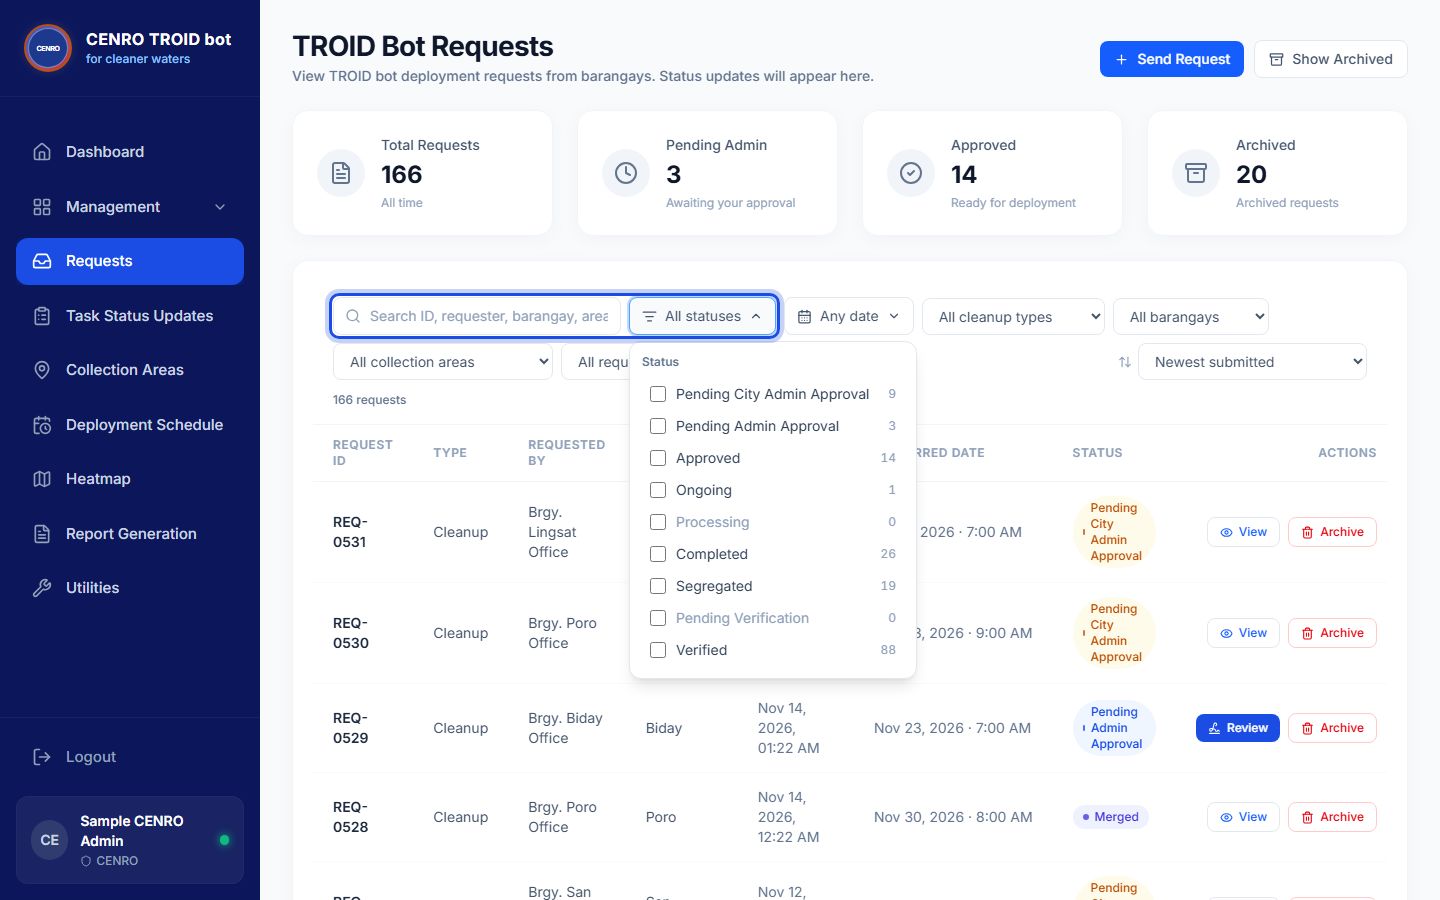 CENRO
CENRO TROID bot
for cleaner waters
Dashboard
Management
Requests
Task Status Updates
Collection Areas
Deployment Schedule
Heatmap
Report Generation
Utilities
Logout
CE
Sample CENRO
Admin
CENRO
TROID Bot Requests
View TROID bot deployment requests from barangays. Status updates will appear here.
Send Request
Show Archived
Total Requests
166
All time
Pending Admin
3
Awaiting your approval
Approved
14
Ready for deployment
Archived
20
Archived requests
Search ID, requester, barangay, area
All statuses
Any date
All cleanup types
All barangays
All collection areas
All requ
Newest submitted
166 requests
Status
Pending City Admin Approval 9
Pending Admin Approval 3
Approved 14
Ongoing 1
Processing 0
Completed 26
Segregated 19
Pending Verification 0
Verified 88
REQUEST
ID
TYPE
REQUESTED
BY
RRED DATE
STATUS
ACTIONS
REQ-
0531
Cleanup
Brgy.
Lingsat
Office
2026 · 7:00 AM
Pending
City
Admin
Approval
View
Archive
REQ-
0530
Cleanup
Brgy. Poro
Office
3, 2026 · 9:00 AM
Pending
City
Admin
Approval
View
Archive
REQ-
0529
Cleanup
Brgy. Biday
Office
Biday
Nov 14,
2026,
01:22 AM
Nov 23, 2026 · 7:00 AM
Pending
Admin
Approval
Review
Archive
REQ-
0528
Cleanup
Brgy. Poro
Office
Poro
Nov 14,
2026,
12:22 AM
Nov 30, 2026 · 8:00 AM
Merged
View
Archive
Brgy. San
Nov 12,
Pending